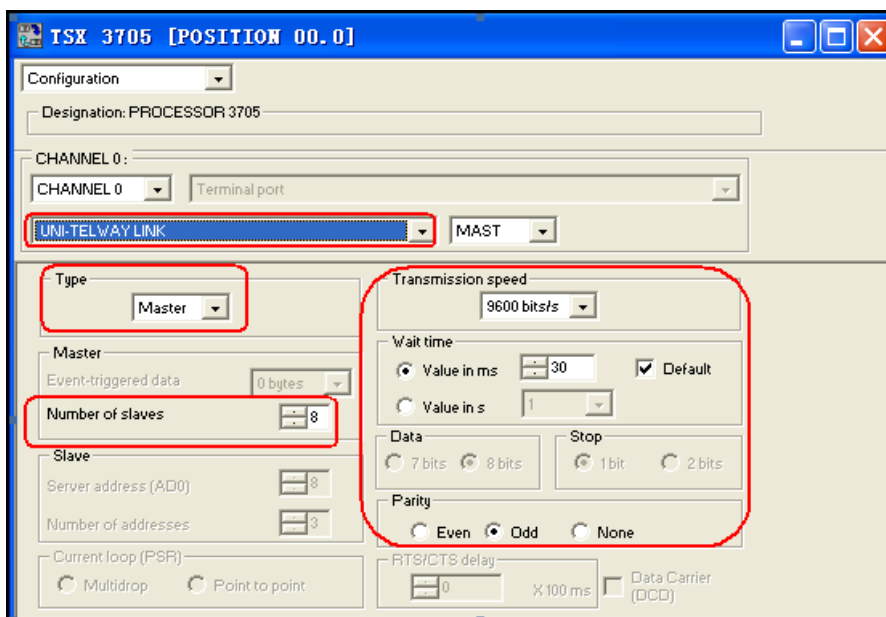 TSX 3705 [POSITION 00.0]
Configuration
Designation: PROCESSOR 3705
CHANNEL 0 :
CHANNEL 0 Terminal port
UNI-TELWAY LINK MAST
Type
Master
Master
Event-triggered data 0 bytes
Number of slaves 8
Slave
Server address (AD0) 8
Number of addresses 3
Current loop (PSR)
Multidrop Point to point
Transmission speed
9600 bits/s
Wait time
Value in ms 30 Default
Value in s 1
Data
7 bits 8 bits
Stop
1 bit 2 bits
Parity
Even Odd None
RTS/CTS delay
0 X 100 ms
Data Carrier
(DCD)